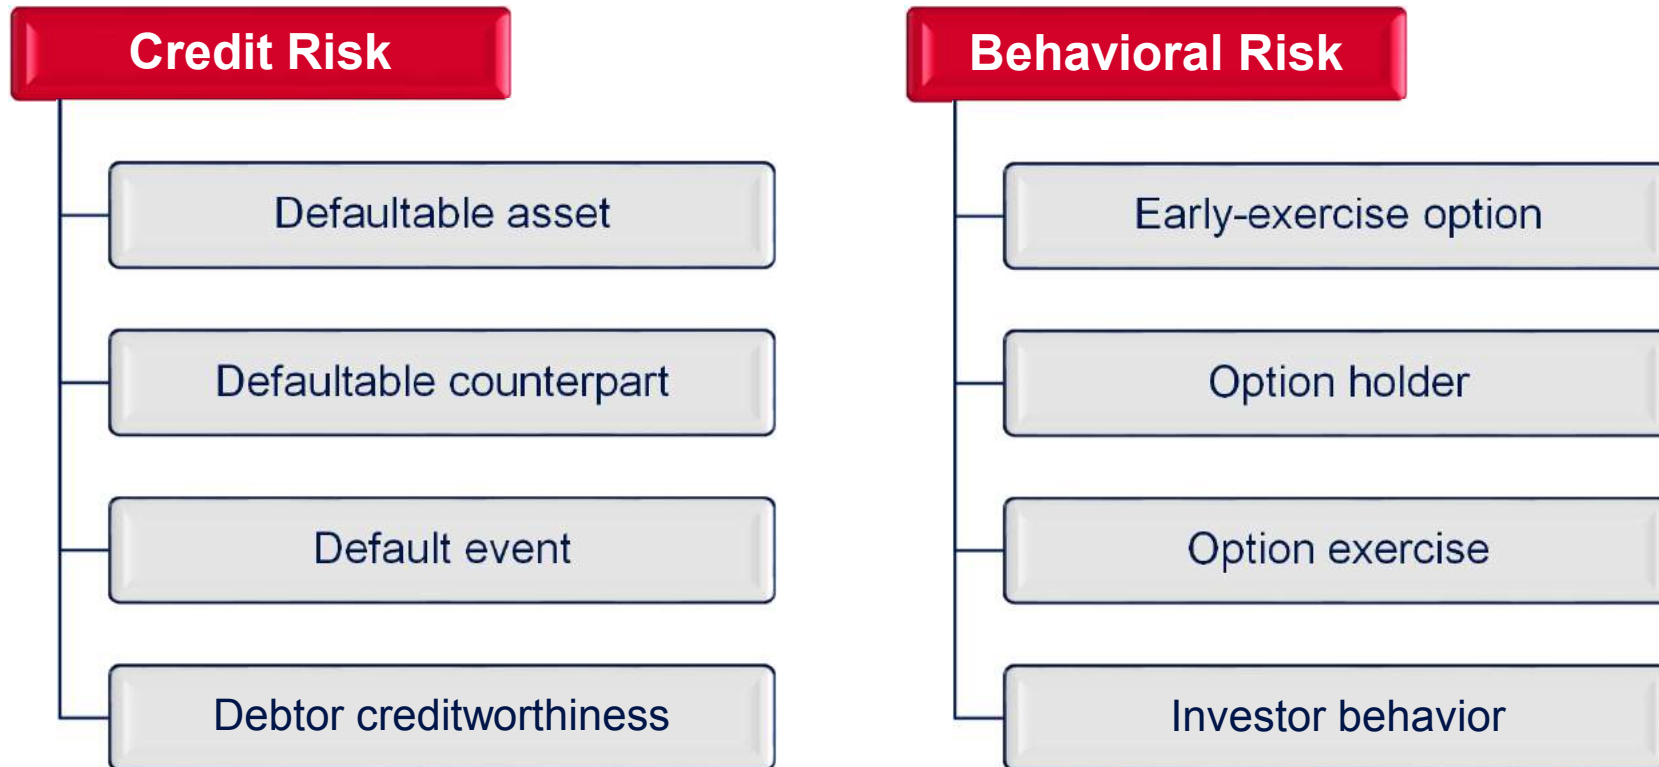 Credit Risk
Defaultable asset
Defaultable counterpart
Default event
Debtor creditworthiness
Behavioral Risk
Early-exercise option
Option holder
Option exercise
Investor behavior